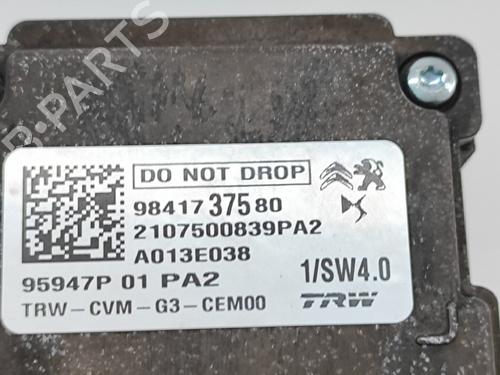 DO NOT DROP
98417 375 80
2107500839PA2
A013E038
95947P 01 PA2
1/SW4.0
TRW-CVM-G3-CEM00
TRW
B-PARTS